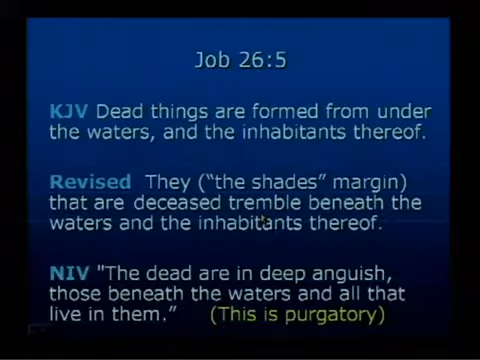 Job 26:5
KJV Dead things are formed from under
the waters, and the inhabitants thereof.
Revised They ("the shades" margin)
that are deceased tremble beneath the
waters and the inhabitants thereof.
NIV "The dead are in deep anguish,
those beneath the waters and all that
live in them." (This is purgatory)